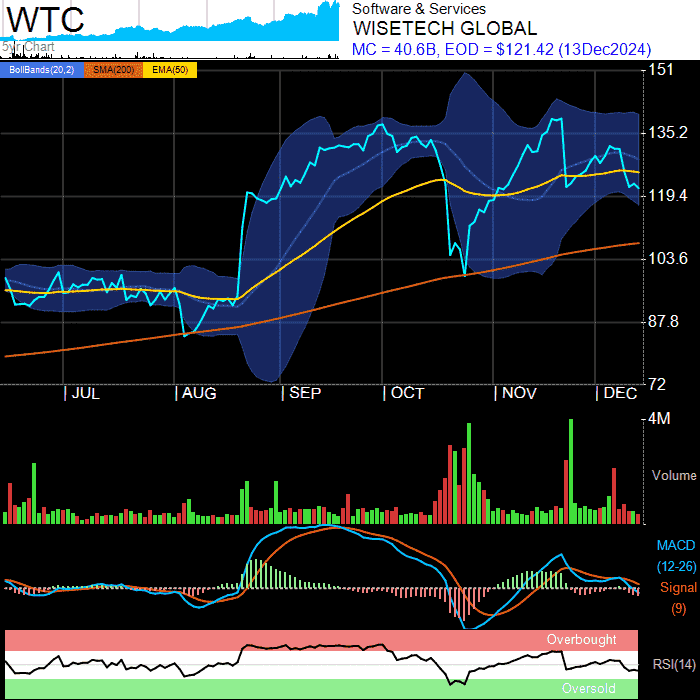 WTC
5yr Chart
Software & Services
WISETECH GLOBAL
MC = 40.6B, EOD = $121.42 (13Dec2024)
BollBands(20,2) SMA(200) EMA(50)
151
135.2
119.4
103.6
87.8
72
JUL AUG SEP OCT NOV DEC
4M
Volume
MACD
(12-26)
Signal
(9)
Overbought
RSI(14)
Oversold